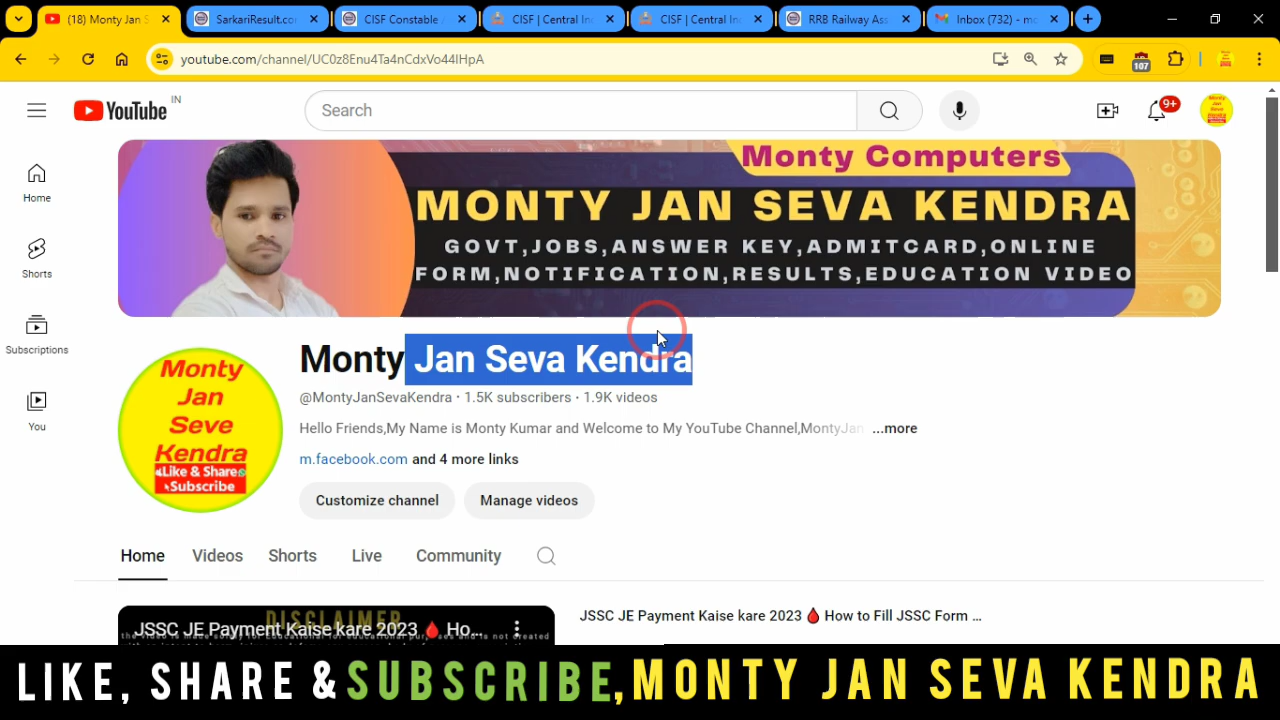 (18) Monty Jan S
SarkariResult.co
CISF Constable
CISF | Central In
CISF | Central In
RRB Railway Ass
Inbox (732) - mo
youtube.com/channel/UC0z8Enu4Ta4nCdxVo44IHpA
107
YouTube IN
Search
9+
Monty Jan Seva Kendra
Home
Shorts
Subscriptions
You
Monty Computers
MONTY JAN SEVA KENDRA
GOVT,JOBS,ANSWER KEY,ADMITCARD,ONLINE
FORM,NOTIFICATION,RESULTS,EDUCATION VIDEO
Monty
Jan
Seve
Kendra
Like & Share
Subscribe
Monty Jan Seva Kendra
@MontyJanSevaKendra · 1.5K subscribers · 1.9K videos
Hello Friends,My Name is Monty Kumar and Welcome to My YouTube Channel,MontyJan ...more
m.facebook.com and 4 more links
Customize channel Manage videos
Home Videos Shorts Live Community
DISCLAIMER
JSSC JE Payment Kaise kare 2023 🩸 Ho...
JSSC JE Payment Kaise kare 2023 🩸 How to Fill JSSC Form ...
LIKE, SHARE & SUBSCRIBE, MONTY JAN SEVA KENDRA